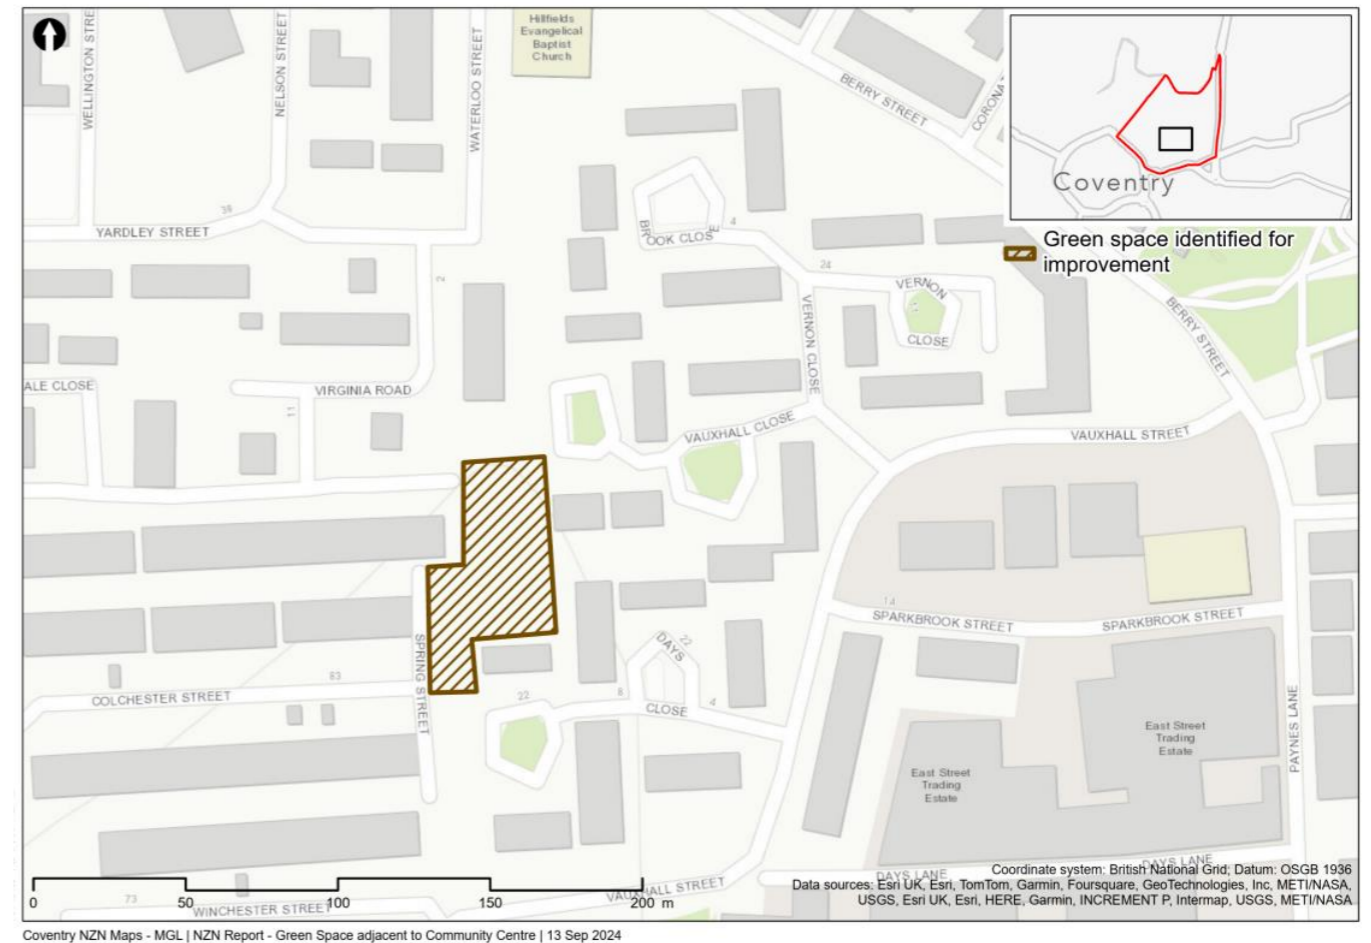 WELLINGTON STRE
NELSON STREET
WATERLOO STREET
Hillfields
Evangelical
Baptist
Church
BERRY STREET
CORONA
Coventry
Green space identified for
improvement
39
YARDLEY STREET
2
BROOK CLOSE
4
24
VERNON
CLOSE
VERNON CLOSE
BERRY STREET
ALE CLOSE
VIRGINIA ROAD
11
VAUXHALL CLOSE
VAUXHALL STREET
14
SPARKBROOK STREET
SPARKBROOK STREET
SPRING STREET
DAYS
22
83
COLCHESTER STREET
22
8
4
CLOSE
PAYNES LANE
East Street
Trading
Estate
East Street
Trading
Estate
DAYS LANE
DAYS LANE
73
WINCHESTER STREET
VAUXHALL STREET
0 50 100 150 200 m
Coordinate system: British National Grid; Datum: OSGB 1936
Data sources: Esri UK, Esri, TomTom, Garmin, Foursquare, GeoTechnologies, Inc, METI/NASA,
USGS, Esri UK, Esri, HERE, Garmin, INCREMENT P, Intermap, USGS, METI/NASA
Coventry NZN Maps - MGL | NZN Report - Green Space adjacent to Community Centre | 13 Sep 2024